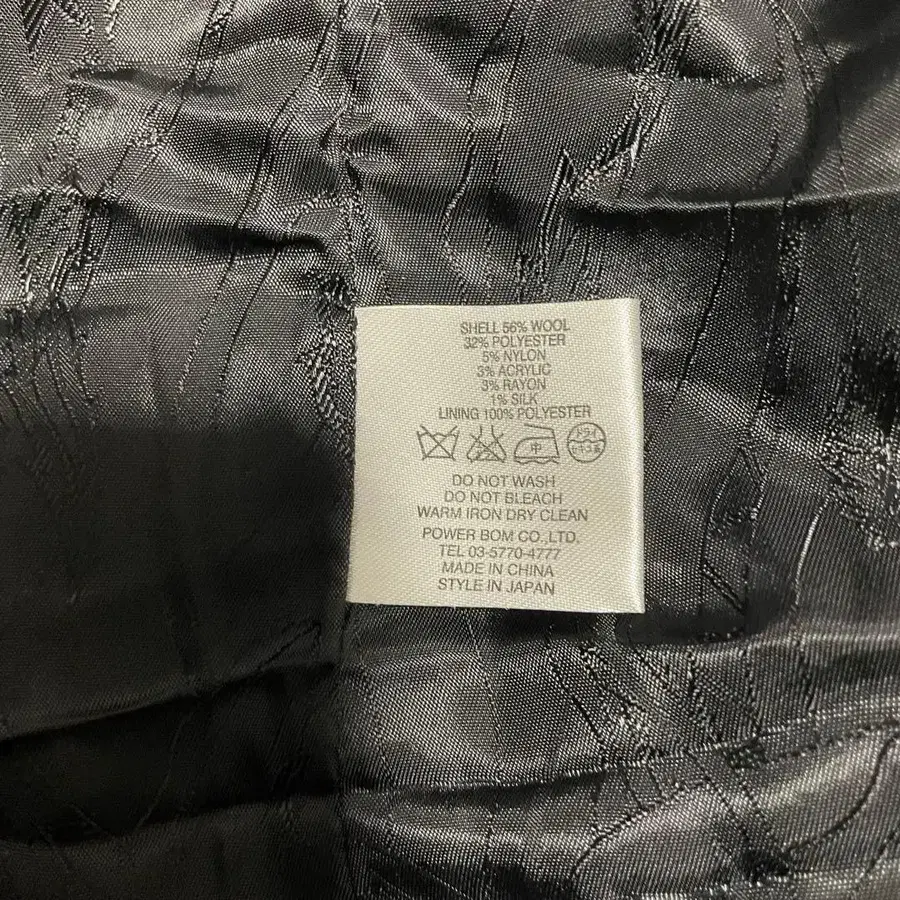 SHELL 56% WOOL
32% POLYESTER
5% NYLON
3% ACRYLIC
3% RAYON
1% SILK
LINING 100% POLYESTER
中
DO NOT WASH
DO NOT BLEACH
WARM IRON DRY CLEAN
POWER BOM CO.,LTD.
TEL 03-5770-4777
MADE IN CHINA
STYLE IN JAPAN